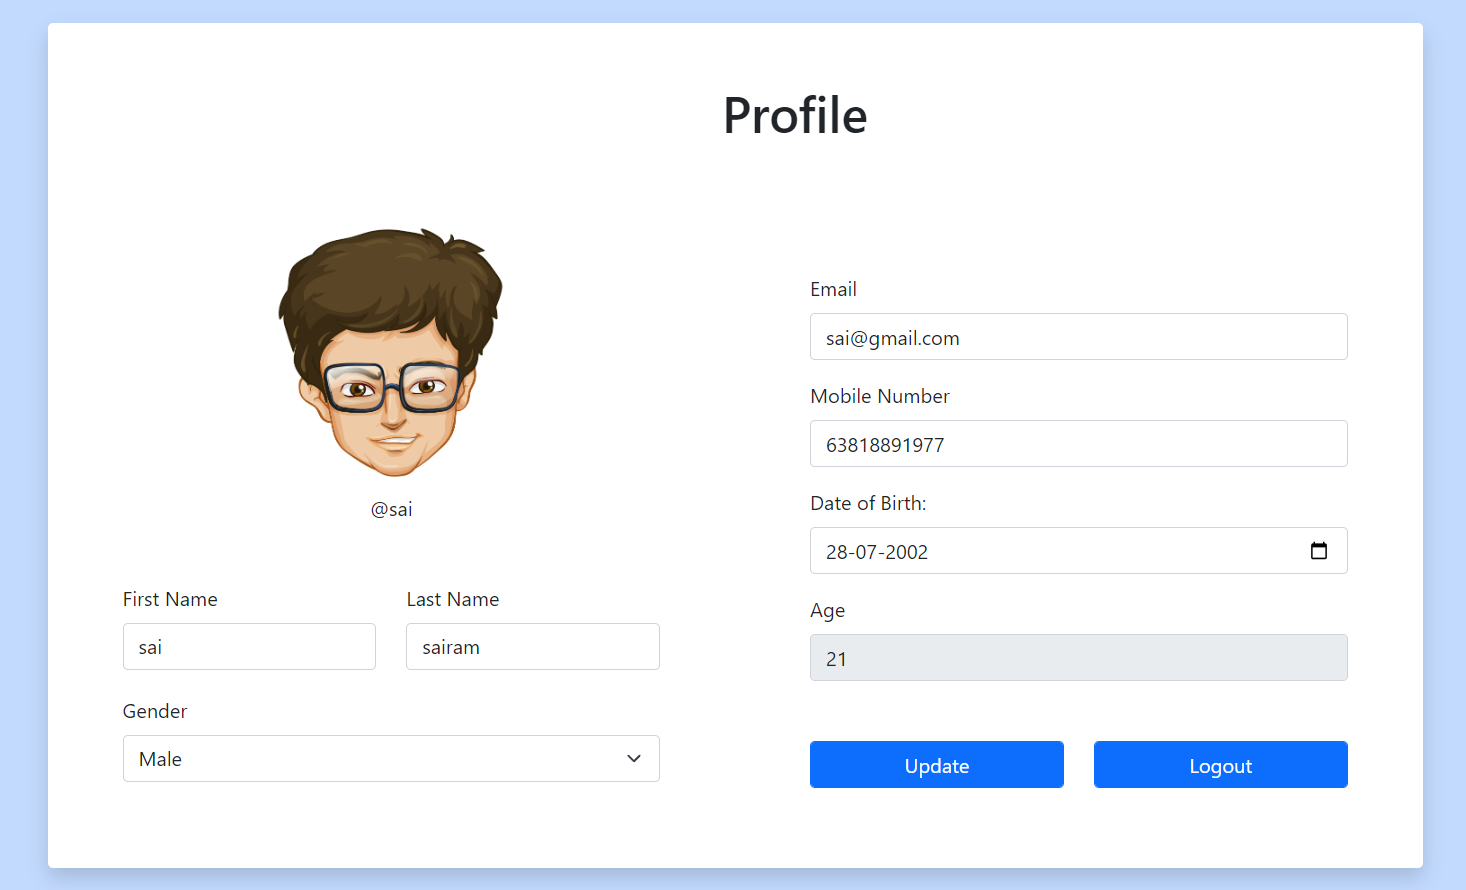 Profile
@sai
First Name
Last Name
sai
sairam
Gender
Male
Email
sai@gmail.com
Mobile Number
63818891977
Date of Birth:
28-07-2002
Age
21
Update
Logout